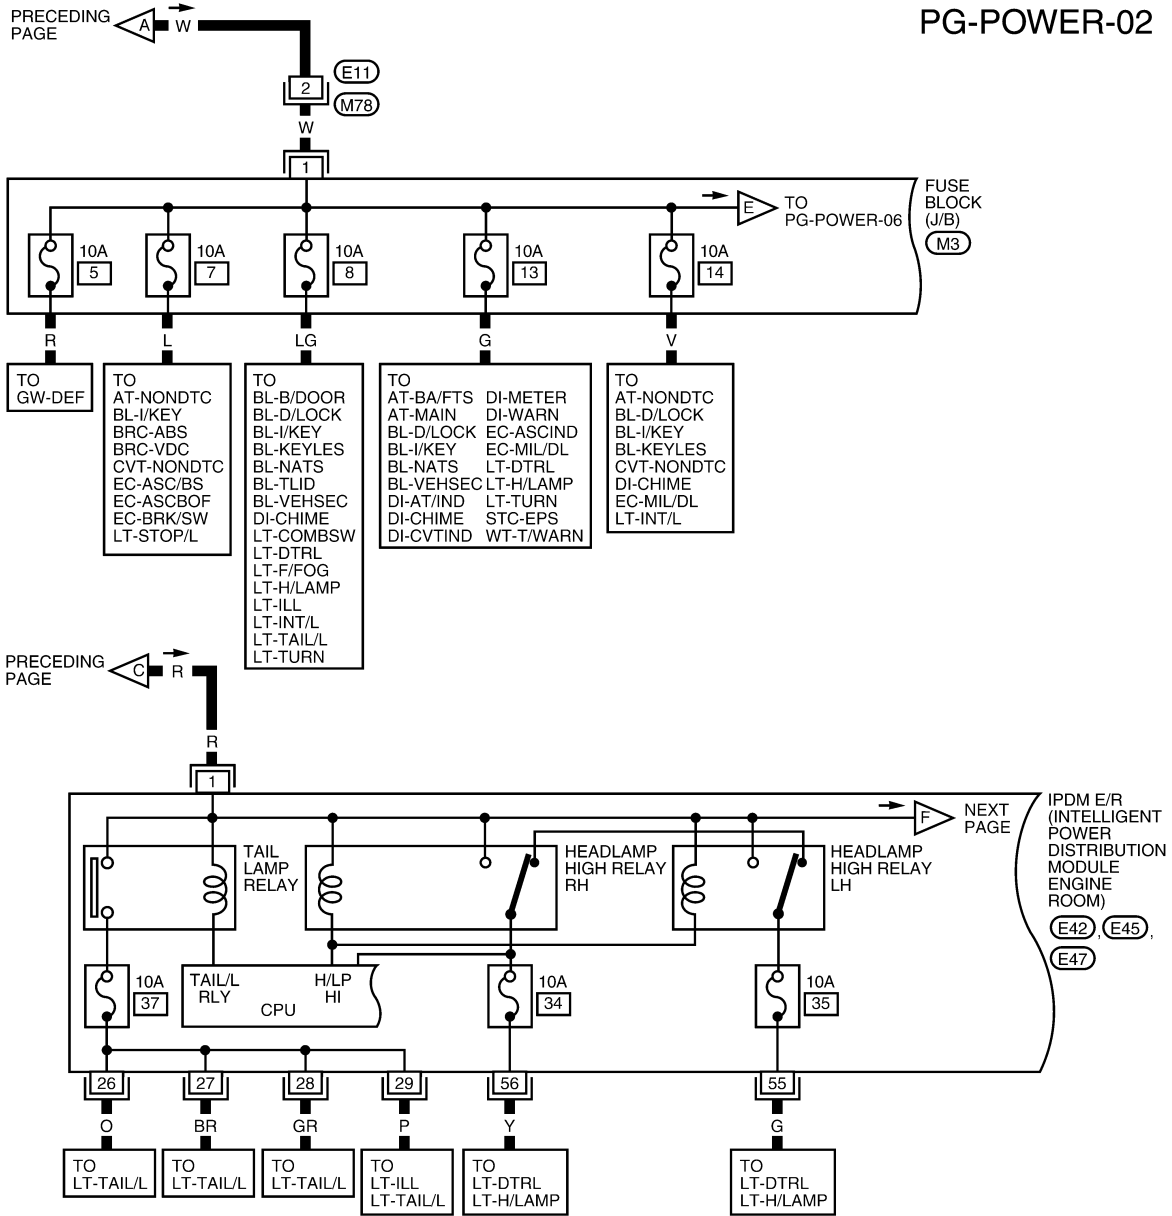 PRECEDING
PAGE
A
W
PG-POWER-02
2
E11
M78
W
1
FUSE
BLOCK
(J/B)
M3
E
TO
PG-POWER-06
10A
5
10A
7
10A
8
10A
13
10A
14
R
L
LG
G
V
TO
GW-DEF
TO
AT-NONDTC
BL-I/KEY
BRC-ABS
BRC-VDC
CVT-NONDTC
EC-ASC/BS
EC-ASCBOF
EC-BRK/SW
LT-STOP/L
TO
BL-B/DOOR
BL-D/LOCK
BL-I/KEY
BL-KEYLES
BL-NATS
BL-TLID
BL-VEHSEC
DI-CHIME
LT-COMBSW
LT-DTRL
LT-F/FOG
LT-H/LAMP
LT-ILL
LT-INT/L
LT-TAIL/L
LT-TURN
TO
AT-BA/FTS DI-METER
AT-MAIN DI-WARN
BL-D/LOCK EC-ASCIND
BL-I/KEY EC-MIL/DL
BL-NATS LT-DTRL
BL-VEHSEC LT-H/LAMP
DI-AT/IND LT-TURN
DI-CHIME STC-EPS
DI-CVTIND WT-T/WARN
TO
AT-NONDTC
BL-D/LOCK
BL-I/KEY
BL-KEYLES
CVT-NONDTC
DI-CHIME
EC-MIL/DL
LT-INT/L
PRECEDING
PAGE
C
R
R
1
F
NEXT
PAGE
IPDM E/R
(INTELLIGENT
POWER
DISTRIBUTION
MODULE
ENGINE
ROOM)
E42 , E45 ,
E47
TAIL
LAMP
RELAY
HEADLAMP
HIGH RELAY
RH
HEADLAMP
HIGH RELAY
LH
10A
37
TAIL/L
RLY
H/LP
HI
CPU
10A
34
10A
35
26
27
28
29
56
55
O
BR
GR
P
Y
G
TO
LT-TAIL/L
TO
LT-TAIL/L
TO
LT-TAIL/L
TO
LT-ILL
LT-TAIL/L
TO
LT-DTRL
LT-H/LAMP
TO
LT-DTRL
LT-H/LAMP